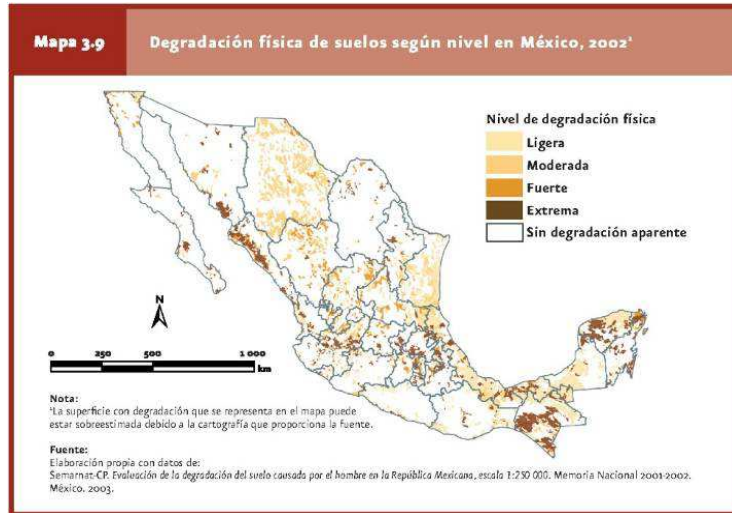 Mapa 3.9
Degradación física de suelos según nivel en México, 2002¹
Nivel de degradación física
Ligera
Moderada
Fuerte
Extrema
Sin degradación aparente
N
0 250 500 1 000
km
Nota:
¹La superficie con degradación que se representa en el mapa puede
estar sobreestimada debido a la cartografía que proporciona la fuente.
Fuente:
Elaboración propia con datos de:
Semarnat-CP. Evaluación de la degradación del suelo causada por el hombre en la República Mexicana, escala 1:250 000. Memoria Nacional 2001-2002.
México. 2003.